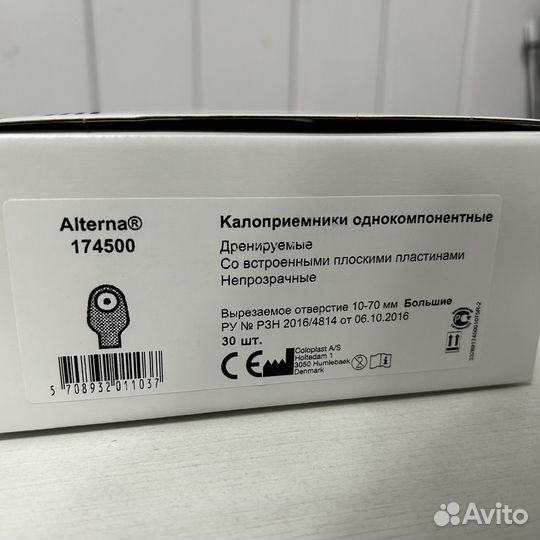 Alterna®
174500
Калоприемники однокомпонентные
Дренируемые
Со встроенными плоскими пластинами
Непрозрачные
Вырезаемое отверстие 10-70 мм Большие
РУ № РЗН 2016/4814 от 06.10.2016
30 шт.
CE
Coloplast A/S
Holtedam 1
3050 Humlebaek
Denmark
5 708932 011037
Avito